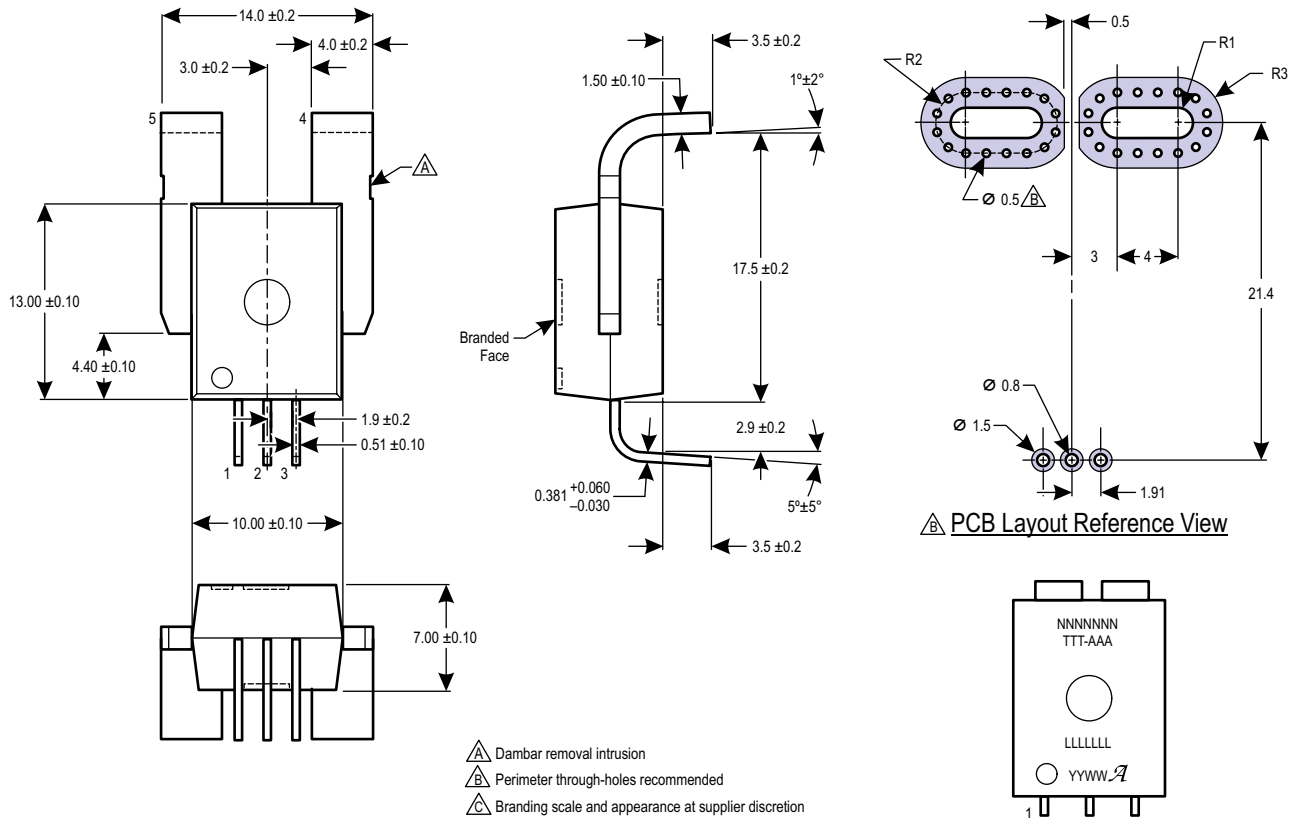 14.0 ±0.2
4.0 ±0.2
3.0 ±0.2
5
4
A
13.00 ±0.10
4.40 ±0.10
1.9 ±0.2
0.51 ±0.10
1
2
3
10.00 ±0.10
7.00 ±0.10
3.5 ±0.2
1.50 ±0.10
1°±2°
17.5 ±0.2
Branded
Face
2.9 ±0.2
0.381 +0.060
–0.030
5°±5°
3.5 ±0.2
0.5
R1
R2
R3
Ø 0.5 B
3
4
21.4
Ø 0.8
Ø 1.5
1.91
B PCB Layout Reference View
NNNNNNN
TTT-AAA
LLLLLLL
YYWW A
1
A Dambar removal intrusion
B Perimeter through-holes recommended
C Branding scale and appearance at supplier discretion